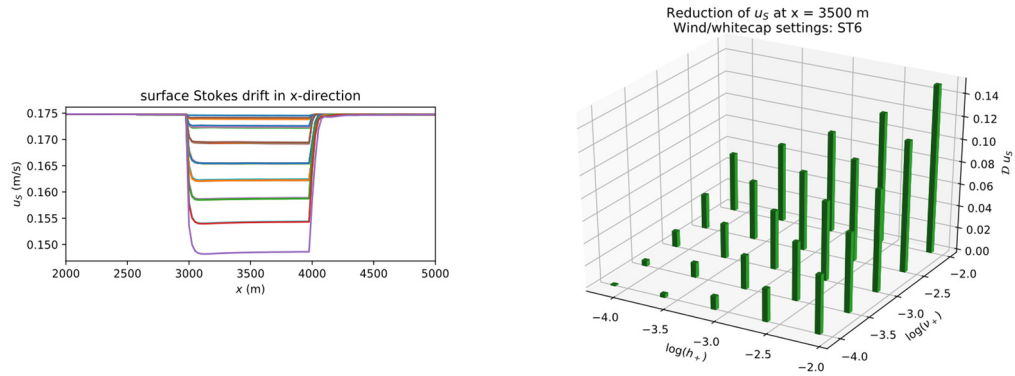 surface Stokes drift in x-direction
0.175
0.170
0.165
0.160
0.155
0.150
u_S (m/s)
2000 2500 3000 3500 4000 4500 5000
x (m)
Reduction of u_S at x = 3500 m
Wind/whitecap settings: ST6
0.14
0.12
0.10
0.08
0.06
0.04
0.02
0.00
D u_S
−4.0 −3.5 −3.0 −2.5 −2.0
log(h_+)
−4.0 −3.5 −3.0 −2.5 −2.0
log(ν_+)